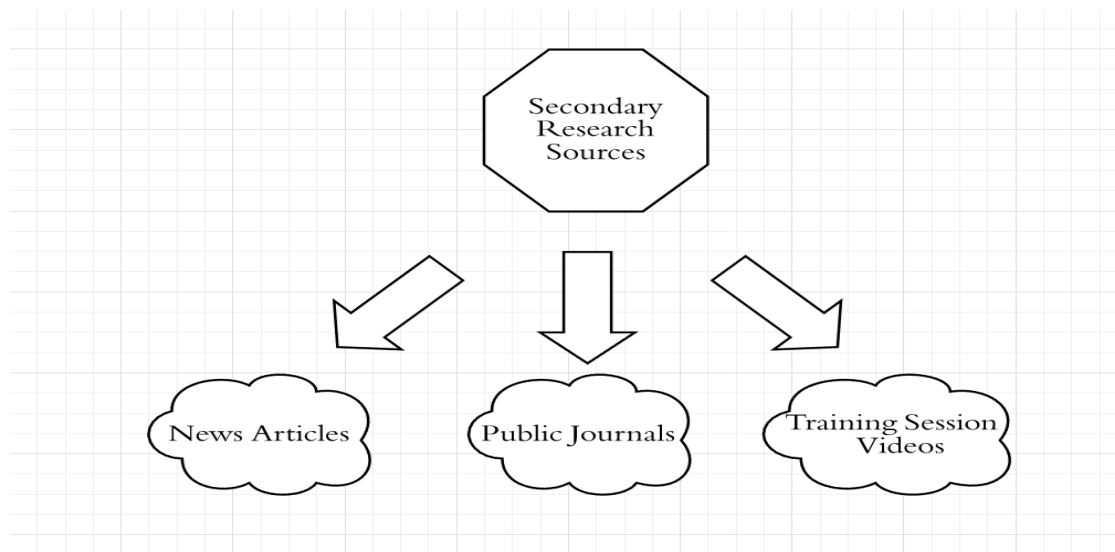 Secondary
Research
Sources
News Articles
Public Journals
Training Session
Videos